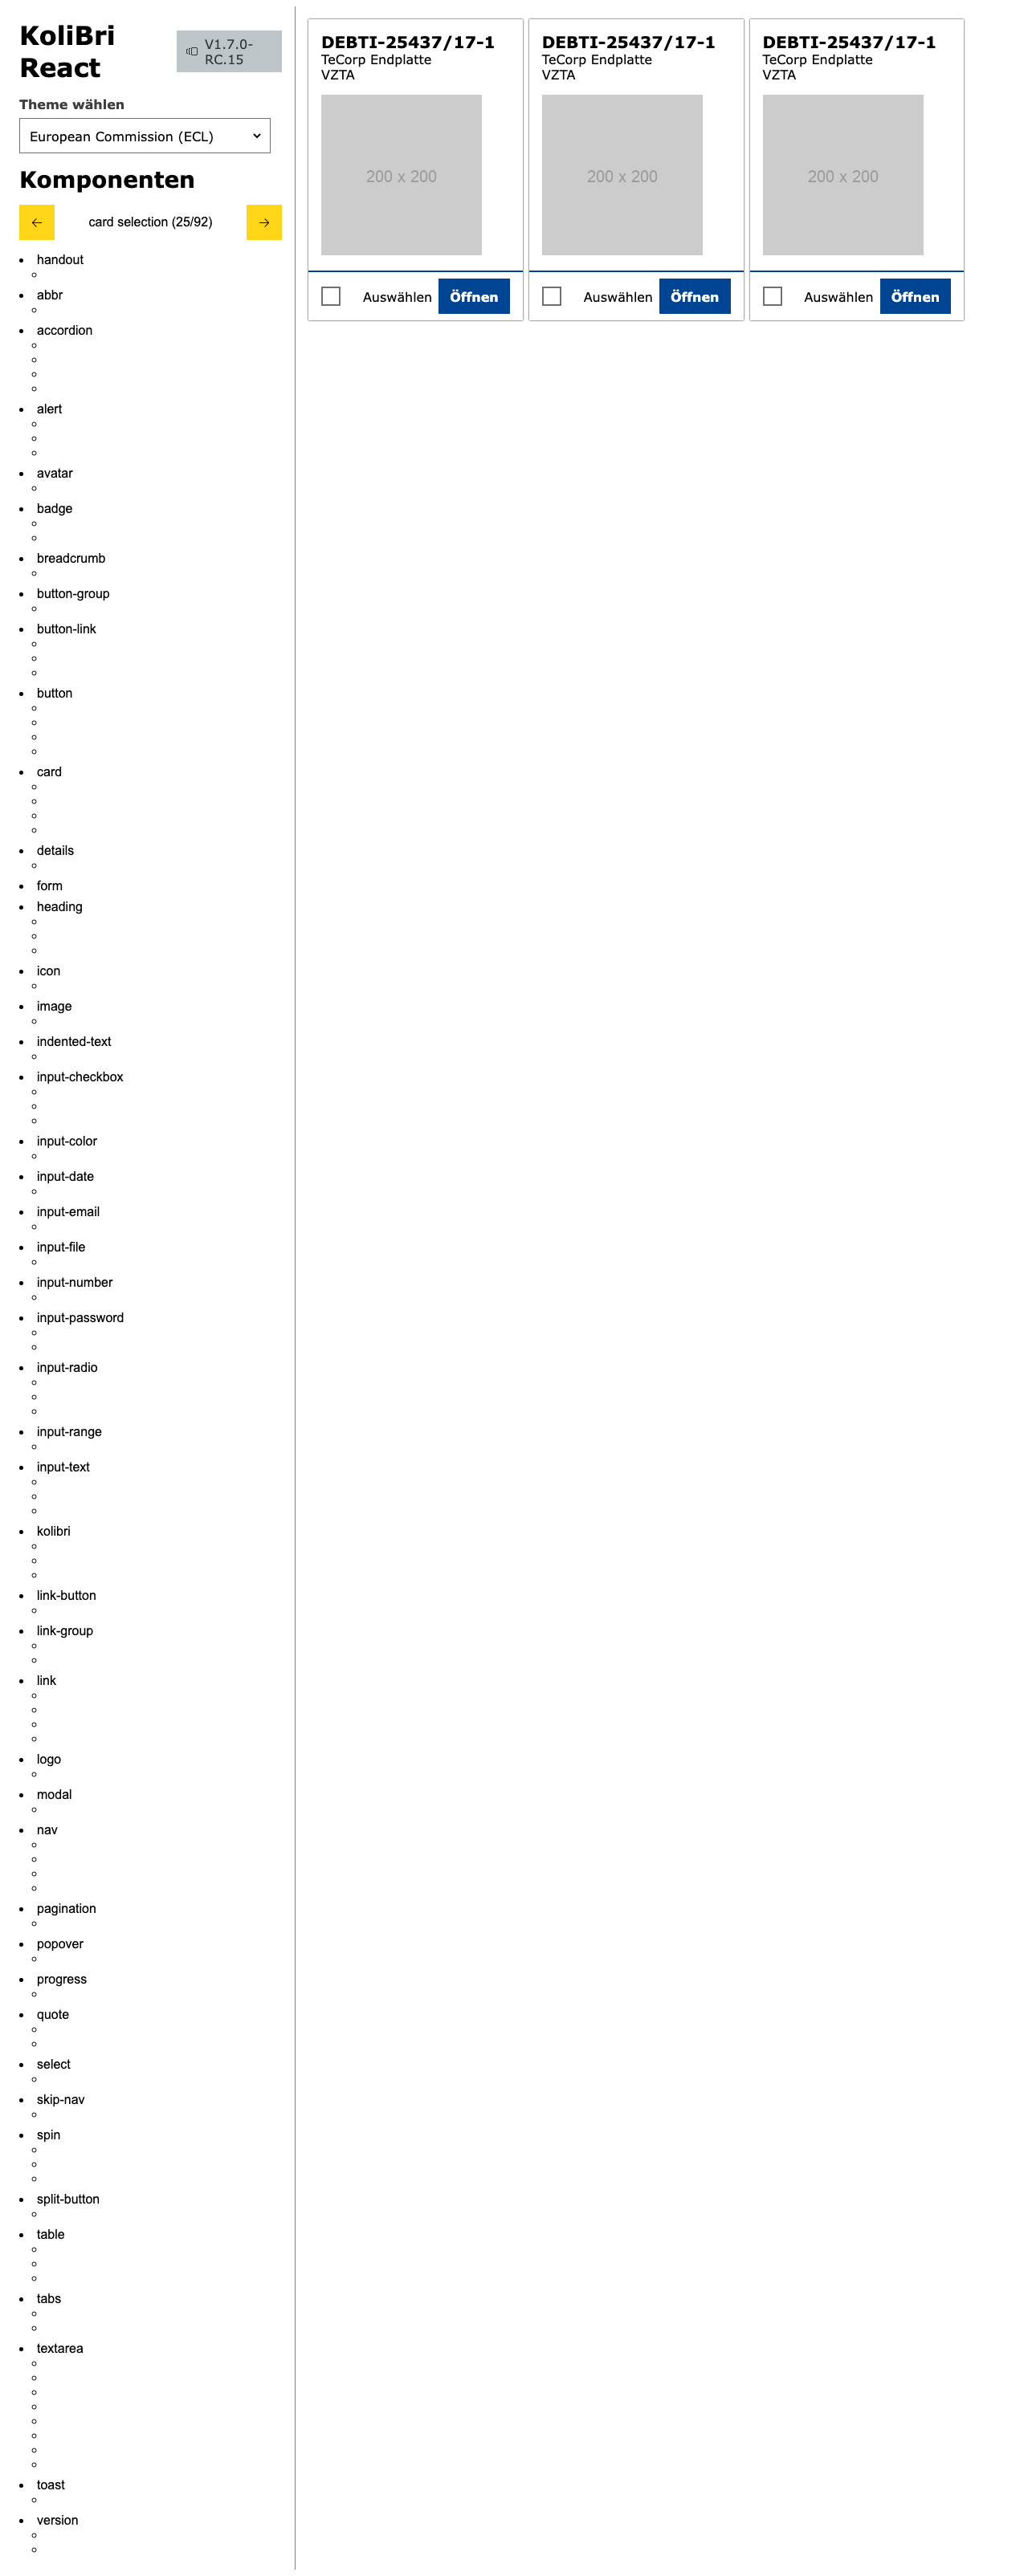 KoliBri
React
V1.7.0-
RC.15
Theme wählen
European Commission (ECL)
Komponenten
card selection (25/92)
handout
abbr
accordion
alert
avatar
badge
breadcrumb
button-group
button-link
button
card
details
form
heading
icon
image
indented-text
input-checkbox
input-color
input-date
input-email
input-file
input-number
input-password
input-radio
input-range
input-text
kolibri
link-button
link-group
link
logo
modal
nav
pagination
popover
progress
quote
select
skip-nav
spin
split-button
table
tabs
textarea
toast
version
DEBTI-25437/17-1
TeCorp Endplatte
VZTA
200 x 200
Auswählen Öffnen
DEBTI-25437/17-1
TeCorp Endplatte
VZTA
200 x 200
Auswählen Öffnen
DEBTI-25437/17-1
TeCorp Endplatte
VZTA
200 x 200
Auswählen Öffnen